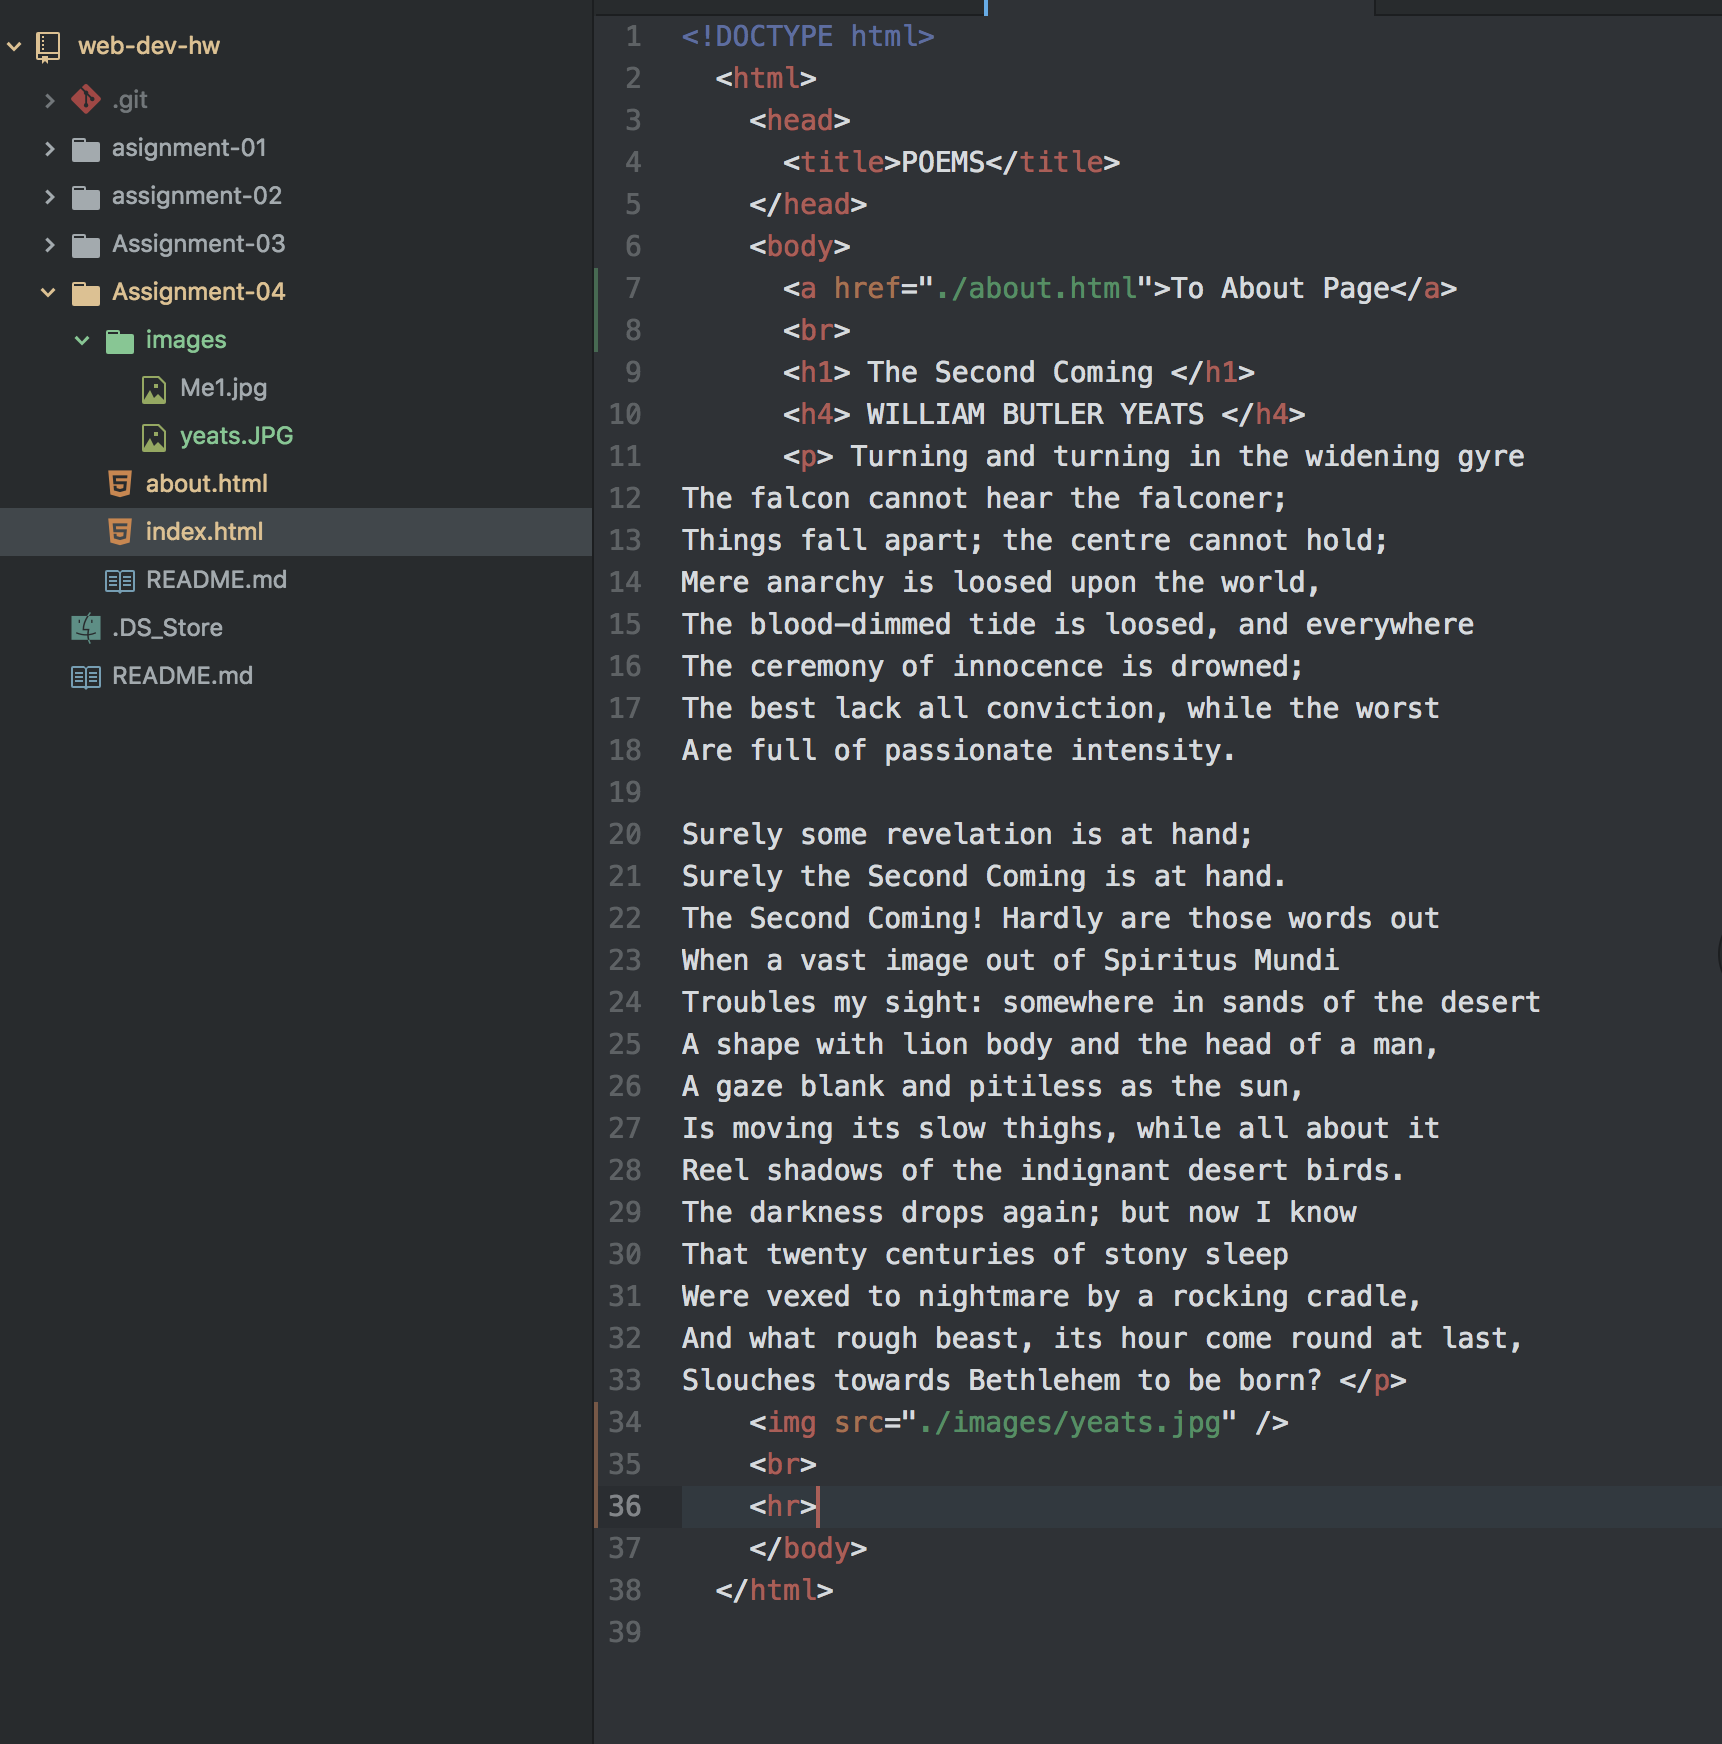 web-dev-hw
.git
asignment-01
assignment-02
Assignment-03
Assignment-04
images
Me1.jpg
yeats.JPG
about.html
index.html
README.md
.DS_Store
README.md
1 <!DOCTYPE html>
2 <html>
3 <head>
4 <title>POEMS</title>
5 </head>
6 <body>
7 <a href="./about.html">To About Page</a>
8 <br>
9 <h1> The Second Coming </h1>
10 <h4> WILLIAM BUTLER YEATS </h4>
11 <p> Turning and turning in the widening gyre
12 The falcon cannot hear the falconer;
13 Things fall apart; the centre cannot hold;
14 Mere anarchy is loosed upon the world,
15 The blood-dimmed tide is loosed, and everywhere
16 The ceremony of innocence is drowned;
17 The best lack all conviction, while the worst
18 Are full of passionate intensity.
19
20 Surely some revelation is at hand;
21 Surely the Second Coming is at hand.
22 The Second Coming! Hardly are those words out
23 When a vast image out of Spiritus Mundi
24 Troubles my sight: somewhere in sands of the desert
25 A shape with lion body and the head of a man,
26 A gaze blank and pitiless as the sun,
27 Is moving its slow thighs, while all about it
28 Reel shadows of the indignant desert birds.
29 The darkness drops again; but now I know
30 That twenty centuries of stony sleep
31 Were vexed to nightmare by a rocking cradle,
32 And what rough beast, its hour come round at last,
33 Slouches towards Bethlehem to be born? </p>
34 <img src="./images/yeats.jpg" />
35 <br>
36 <hr>
37 </body>
38 </html>
39